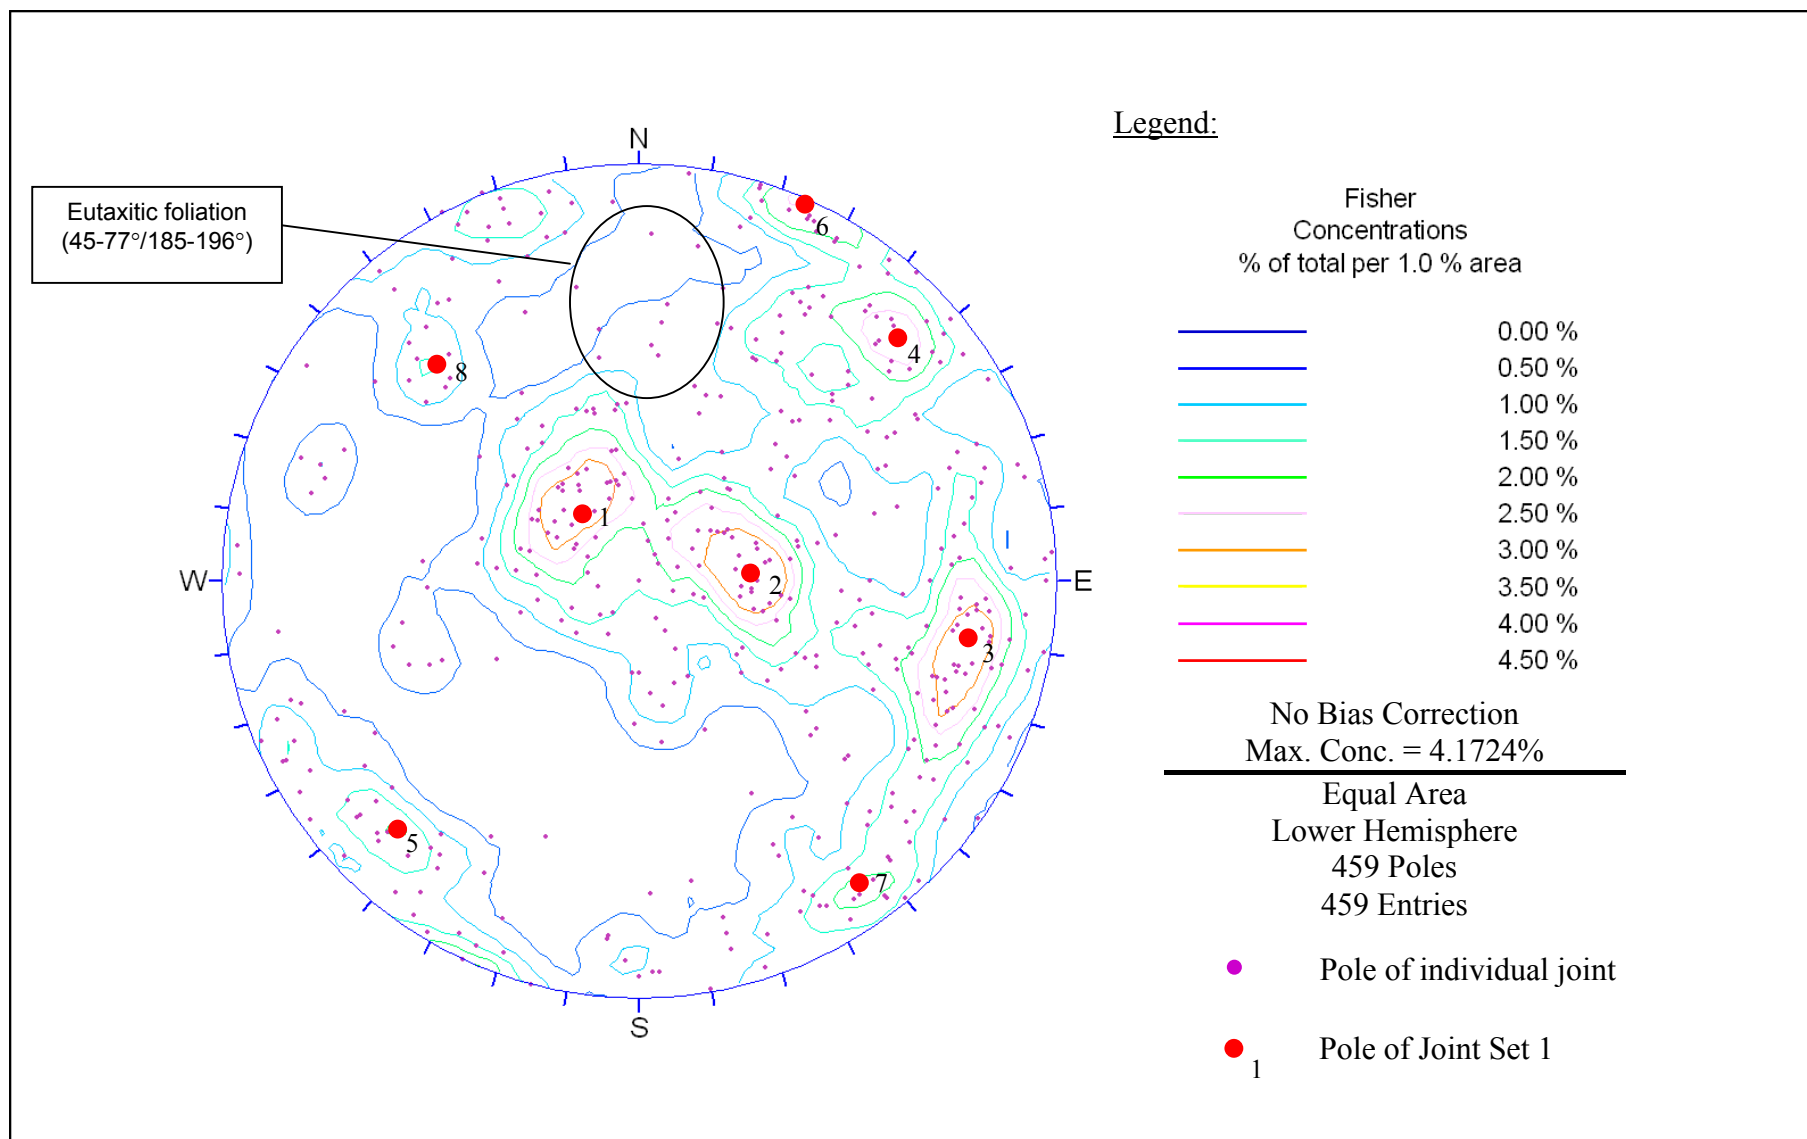 Legend:
N
Eutaxitic foliation
(45-77°/185-196°)
6
4
8
1
2
W
E
3
5
7
S
Fisher
Concentrations
% of total per 1.0 % area
0.00 %
0.50 %
1.00 %
1.50 %
2.00 %
2.50 %
3.00 %
3.50 %
4.00 %
4.50 %
No Bias Correction
Max. Conc. = 4.1724%
Equal Area
Lower Hemisphere
459 Poles
459 Entries
Pole of individual joint
Pole of Joint Set 1
1